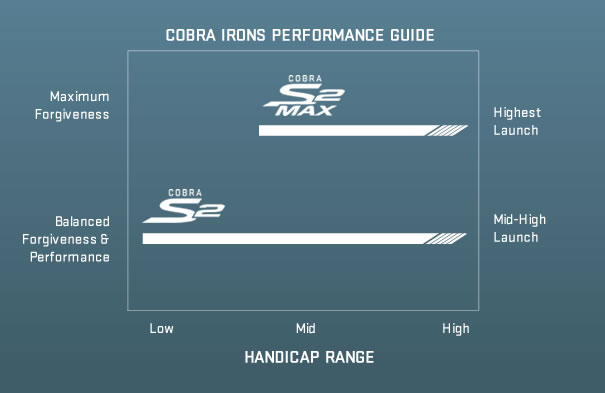 COBRA IRONS PERFORMANCE GUIDE
Maximum
Forgiveness
COBRA
S2
MAX
Highest
Launch
COBRA
S2
Balanced
Forgiveness &
Performance
Mid-High
Launch
Low Mid High
HANDICAP RANGE